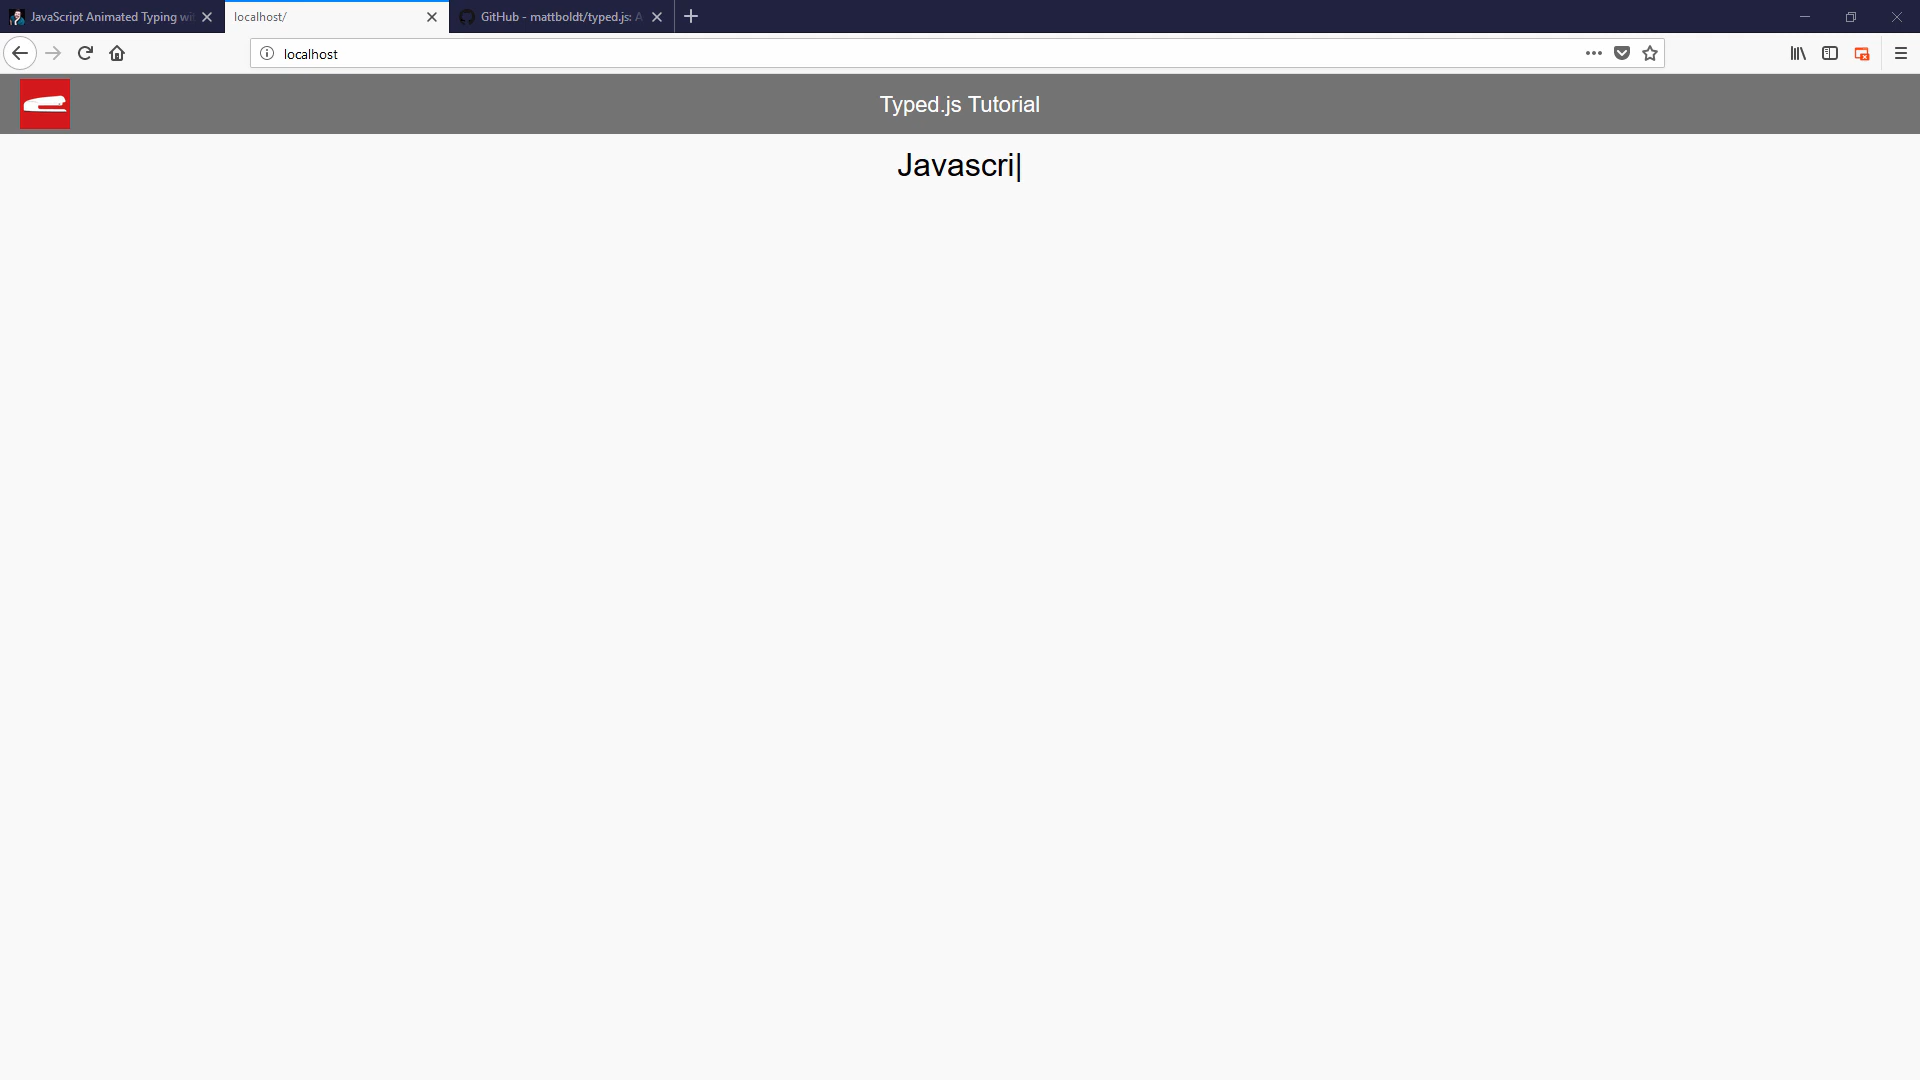 JavaScript Animated Typing wi
localhost/
GitHub - mattboldt/typed.js: A
localhost
Typed.js Tutorial
Javascri|